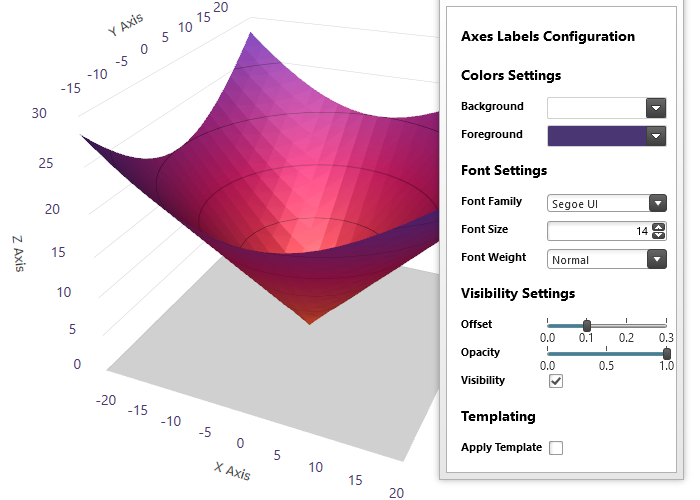 Y Axis
-15
-10
-5
0
5
10
15
20
30
25
20
15
10
5
0
Z Axis
-20
-15
-10
-5
0
5
10
15
20
X Axis
Axes Labels Configuration
Colors Settings
Background
Foreground
Font Settings
Font Family Segoe UI
Font Size 14
Font Weight Normal
Visibility Settings
Offset
0.0 0.1 0.2 0.3
Opacity
0.0 0.5 1.0
Visibility
Templating
Apply Template